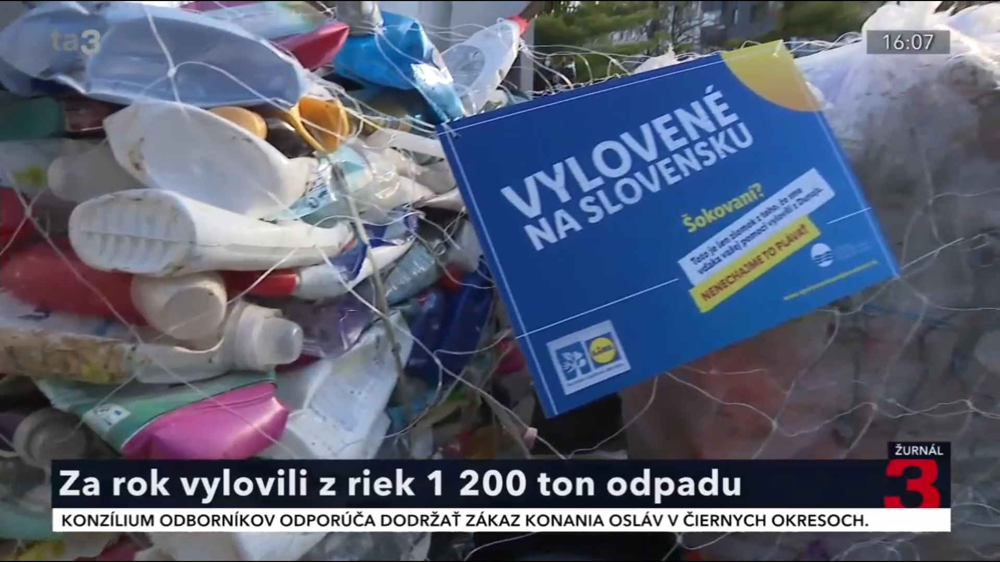 ta3
16:07
VYLOVENÉ
NA SLOVENSKU
Šokovaní?
Toto je len zlomok z toho, čo sme
vďaka vašej pomoci vylovili z Dunaja.
NENECHAJME TO PLÁVAŤ
LIDL
ŽURNÁL
3
Za rok vylovili z riek 1 200 ton odpadu
KONZÍLIUM ODBORNÍKOV ODPORÚČA DODRŽAŤ ZÁKAZ KONANIA OSLÁV V ČIERNYCH OKRESOCH.